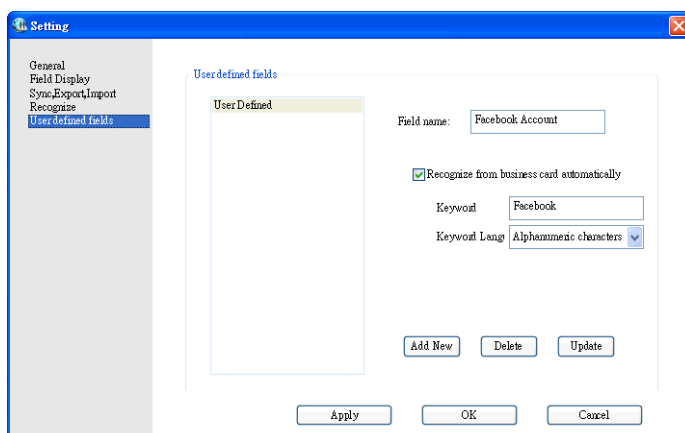 Setting
General
Field Display
Sync,Export,Import
Recognize
User defined fields
User defined fields
User Defined
Field name: Facebook Account
Recognize from business card automatically
Keyword Facebook
Keyword Lang Alphanumeric characters
Add New Delete Update
Apply OK Cancel